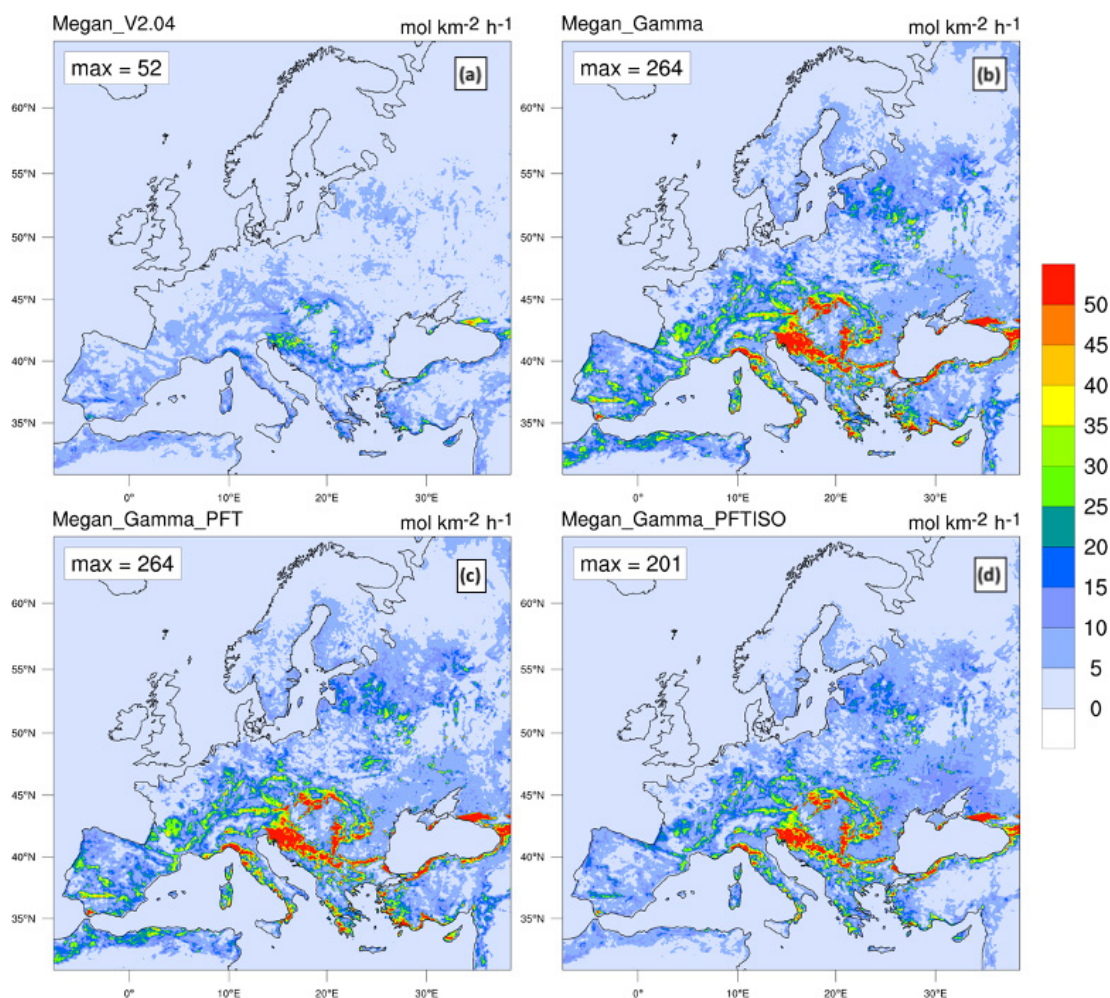 Megan_V2.04 mol km-2 h-1
max = 52 (a)
60°N
55°N
50°N
45°N
40°N
35°N
0° 10°E 20°E 30°E
Megan_Gamma mol km-2 h-1
max = 264 (b)
60°N
55°N
50°N
45°N
40°N
35°N
0° 10°E 20°E 30°E
Megan_Gamma_PFT mol km-2 h-1
max = 264 (c)
60°N
55°N
50°N
45°N
40°N
35°N
0° 10°E 20°E 30°E
Megan_Gamma_PFTISO mol km-2 h-1
max = 201 (d)
60°N
55°N
50°N
45°N
40°N
35°N
0° 10°E 20°E 30°E
50
45
40
35
30
25
20
15
10
5
0